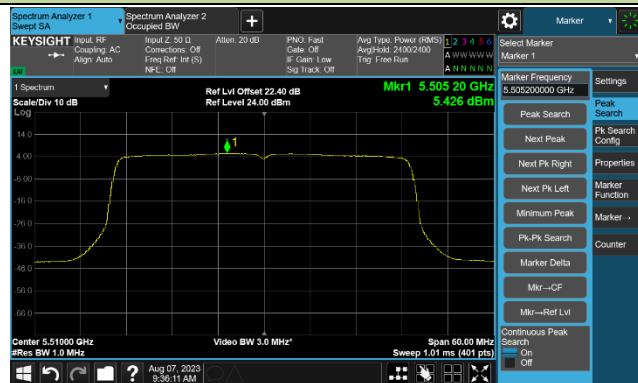 Spectrum Analyzer 1
Swept SA
Spectrum Analyzer 2
Occupied BW
Marker
KEYSIGHT
Input: RF
Coupling: AC
Align: Auto
Input Z: 50 Ω
Corrections: Off
Freq Ref: Int (S)
NFE: Off
Atten: 20 dB
PNO: Fast
Gate: Off
IF Gain: Low
Sig Track: Off
Avg Type: Power (RMS)
Avg|Hold: 2400/2400
Trig: Free Run
1 2 3 4 5 6
A W W W W W
A N N N N N
Select Marker
Marker 1
1 Spectrum
Scale/Div 10 dB
Log
Ref Lvl Offset 22.40 dB
Ref Level 24.00 dBm
Mkr1 5.505 20 GHz
5.426 dBm
1
14.0
4.00
-6.00
-16.0
-26.0
-36.0
-46.0
-56.0
-66.0
Center 5.51000 GHz
#Res BW 1.0 MHz
Video BW 3.0 MHz*
Span 60.00 MHz
Sweep 1.01 ms (401 pts)
Marker Frequency
5.505200000 GHz
Peak Search
Next Peak
Next Pk Right
Next Pk Left
Minimum Peak
Pk-Pk Search
Marker Delta
Mkr→CF
Mkr→Ref Lvl
Continuous Peak
Search
On
Off
Settings
Peak
Search
Pk Search
Config
Properties
Marker
Function
Marker→
Counter
Aug 07, 2023
9:36:11 AM